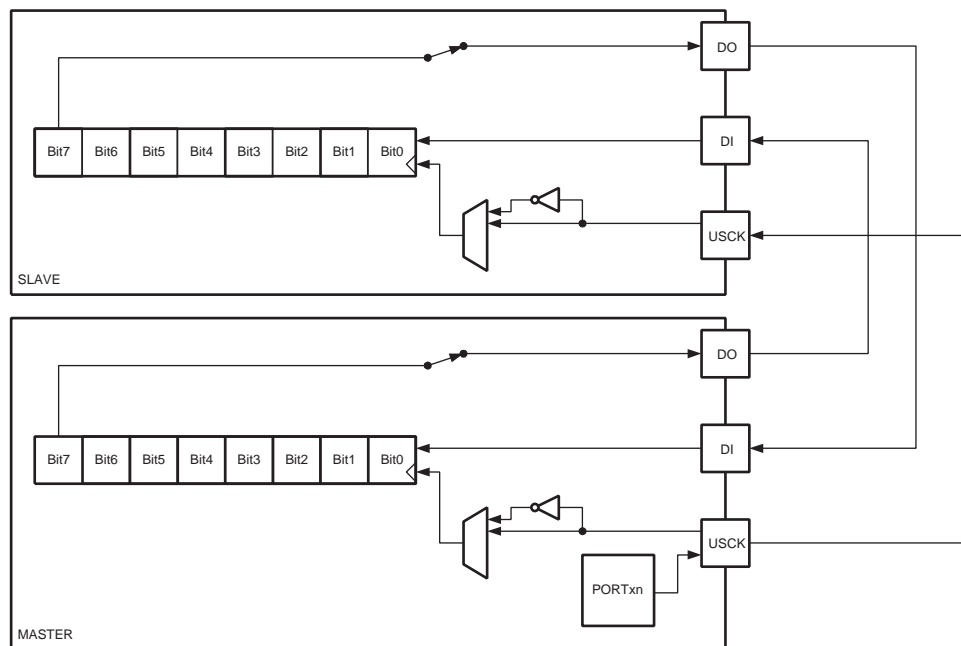 DO
Bit7 Bit6 Bit5 Bit4 Bit3 Bit2 Bit1 Bit0
DI
USCK
SLAVE
DO
Bit7 Bit6 Bit5 Bit4 Bit3 Bit2 Bit1 Bit0
DI
USCK
PORTxn
MASTER